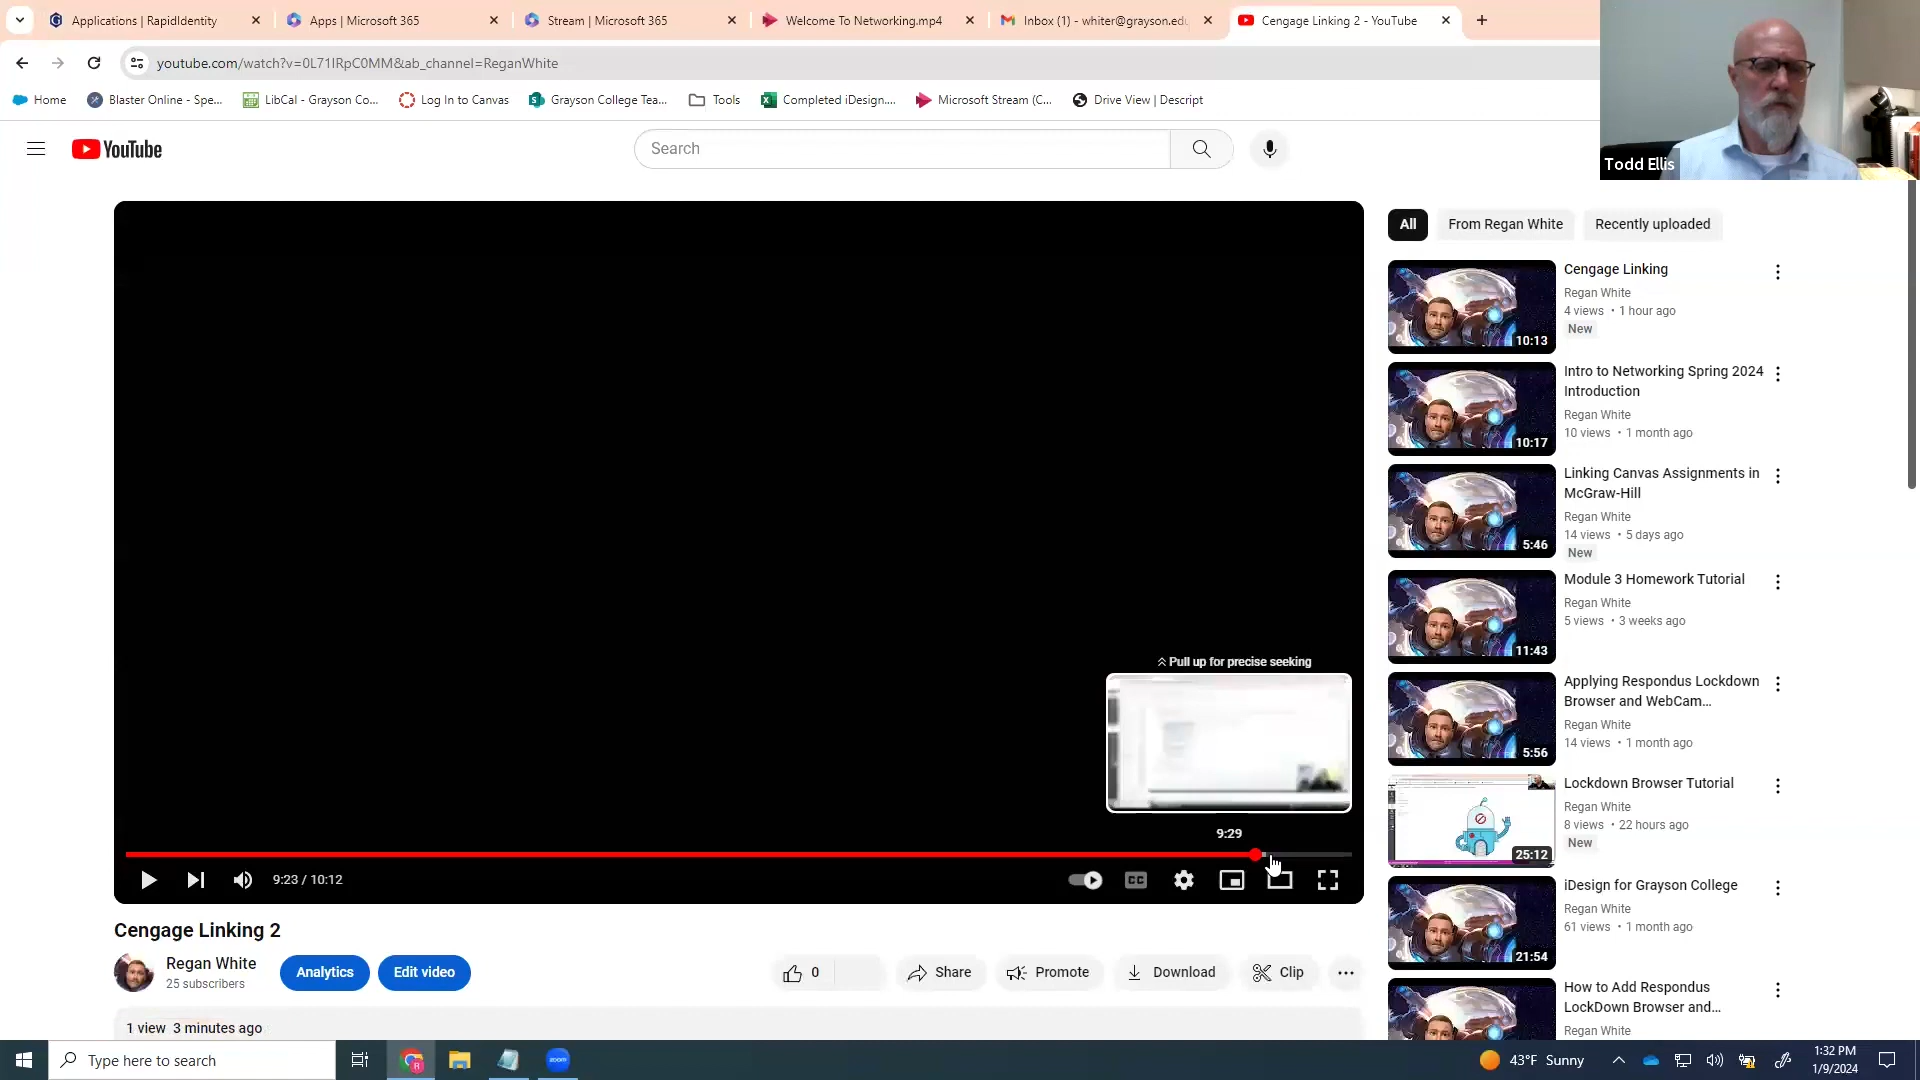 Applications | RapidIdentity
Apps | Microsoft 365
Stream | Microsoft 365
Welcome To Networking.mp4
Inbox (1) - whiter@grayson.edu
Cengage Linking 2 - YouTube
youtube.com/watch?v=0L71IRpC0MM&ab_channel=ReganWhite
Home
Blaster Online - Spe...
LibCal - Grayson Co...
Log In to Canvas
Grayson College Tea...
Tools
Completed iDesign....
Microsoft Stream (C...
Drive View | Descript
Todd Ellis
YouTube
Search
All
From Regan White
Recently uploaded
Cengage Linking
Regan White
4 views • 1 hour ago
New
10:13
Intro to Networking Spring 2024
Introduction
Regan White
10 views • 1 month ago
10:17
Linking Canvas Assignments in
McGraw-Hill
Regan White
14 views • 5 days ago
New
5:46
Module 3 Homework Tutorial
Regan White
5 views • 3 weeks ago
11:43
Applying Respondus Lockdown
Browser and WebCam...
Regan White
14 views • 1 month ago
5:56
Lockdown Browser Tutorial
Regan White
8 views • 22 hours ago
New
25:12
iDesign for Grayson College
Regan White
61 views • 1 month ago
21:54
How to Add Respondus
LockDown Browser and...
Regan White
Pull up for precise seeking
9:29
9:23 / 10:12
CC
Cengage Linking 2
Regan White
25 subscribers
Analytics
Edit video
0
Share
Promote
Download
Clip
1 view 3 minutes ago
Type here to search
zoom
43°F Sunny
1:32 PM
1/9/2024